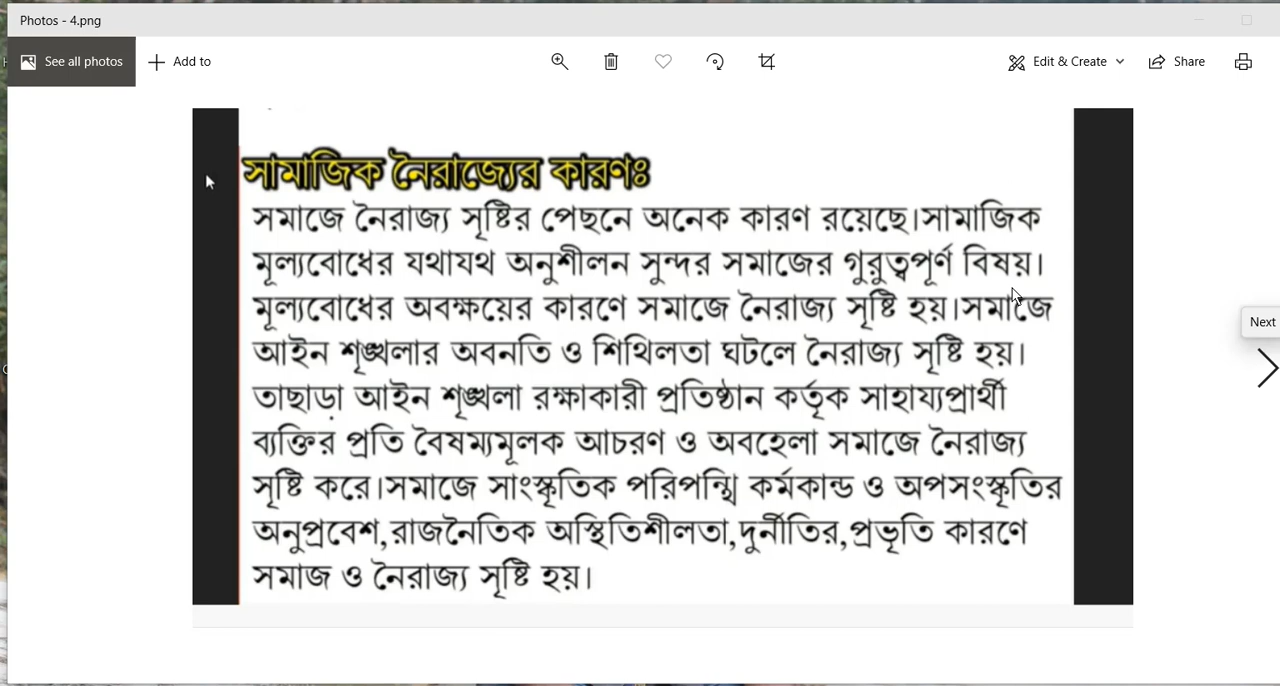 Photos - 4.png
See all photos
Add to
Edit & Create
Share
সামাজিক নৈরাজ্যের কারণঃ
সমাজে নৈরাজ্য সৃষ্টির পেছনে অনেক কারণ রয়েছে।সামাজিক
মূল্যবোধের যথাযথ অনুশীলন সুন্দর সমাজের গুরুত্বপূর্ণ বিষয়।
মূল্যবোধের অবক্ষয়ের কারণে সমাজে নৈরাজ্য সৃষ্টি হয়।সমাজে
আইন শৃঙ্খলার অবনতি ও শিথিলতা ঘটলে নৈরাজ্য সৃষ্টি হয়।
তাছাড়া আইন শৃঙ্খলা রক্ষাকারী প্রতিষ্ঠান কর্তৃক সাহায্যপ্রার্থী
ব্যক্তির প্রতি বৈষম্যমূলক আচরণ ও অবহেলা সমাজে নৈরাজ্য
সৃষ্টি করে।সমাজে সাংস্কৃতিক পরিপন্থি কর্মকান্ড ও অপসংস্কৃতির
অনুপ্রবেশ,রাজনৈতিক অস্থিতিশীলতা,দুর্নীতির,প্রভৃতি কারণে
সমাজ ও নৈরাজ্য সৃষ্টি হয়।
Next